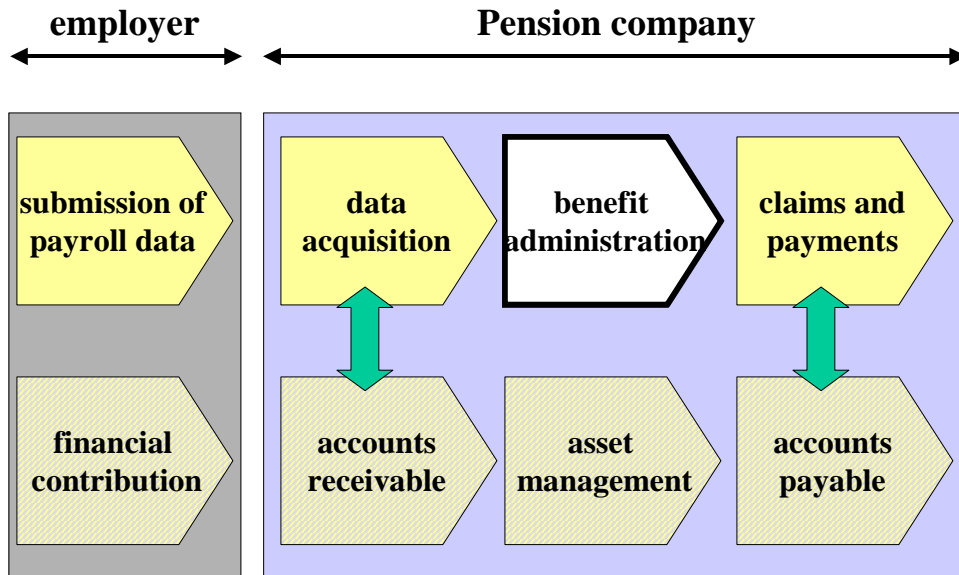 employer
Pension company
submission of
payroll data
data
acquisition
benefit
administration
claims and
payments
financial
contribution
accounts
receivable
asset
management
accounts
payable